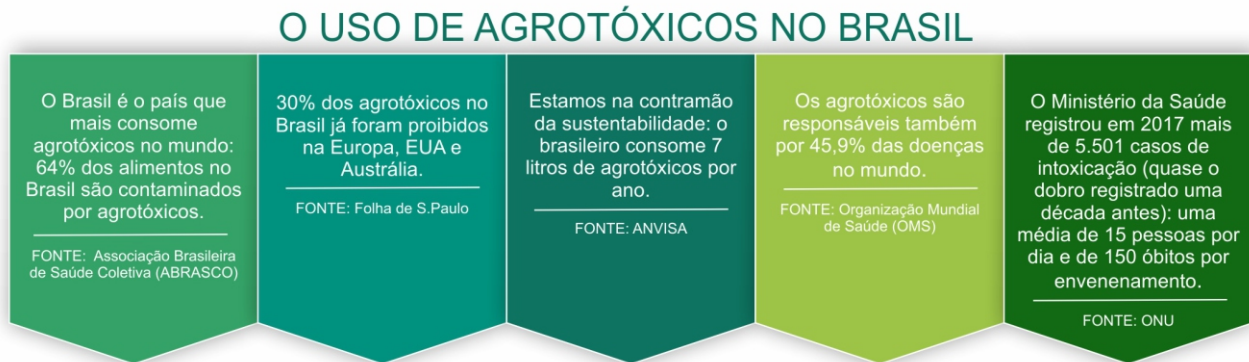 O USO DE AGROTÓXICOS NO BRASIL
O Brasil é o país que
mais consome
agrotóxicos no mundo:
64% dos alimentos no
Brasil são contaminados
por agrotóxicos.
FONTE: Associação Brasileira
de Saúde Coletiva (ABRASCO)
30% dos agrotóxicos no
Brasil já foram proibidos
na Europa, EUA e
Austrália.
FONTE: Folha de S.Paulo
Estamos na contramão
da sustentabilidade: o
brasileiro consome 7
litros de agrotóxicos por
ano.
FONTE: ANVISA
Os agrotóxicos são
responsáveis também
por 45,9% das doenças
no mundo.
FONTE: Organização Mundial
de Saúde (OMS)
O Ministério da Saúde
registrou em 2017 mais
de 5.501 casos de
intoxicação (quase o
dobro registrado uma
década antes): uma
média de 15 pessoas por
dia e de 150 óbitos por
envenenamento.
FONTE: ONU